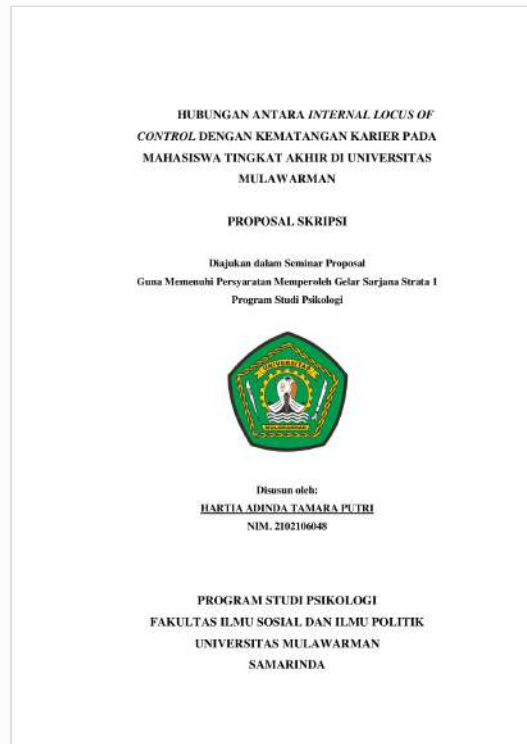 HUBUNGAN ANTARA INTERNAL LOCUS OF
CONTROL DENGAN KEMATANGAN KARIER PADA
MAHASISWA TINGKAT AKHIR DI UNIVERSITAS
MULAWARMAN
PROPOSAL SKRIPSI
Diajukan dalam Seminar Proposal
Guna Memenuhi Persyaratan Memperoleh Gelar Sarjana Strata 1
Program Studi Psikologi
UNIVERSITAS
MULAWARMAN
Disusun oleh:
HARTIA ADINDA TAMARA PUTRI
NIM. 2102106048
PROGRAM STUDI PSIKOLOGI
FAKULTAS ILMU SOSIAL DAN ILMU POLITIK
UNIVERSITAS MULAWARMAN
SAMARINDA